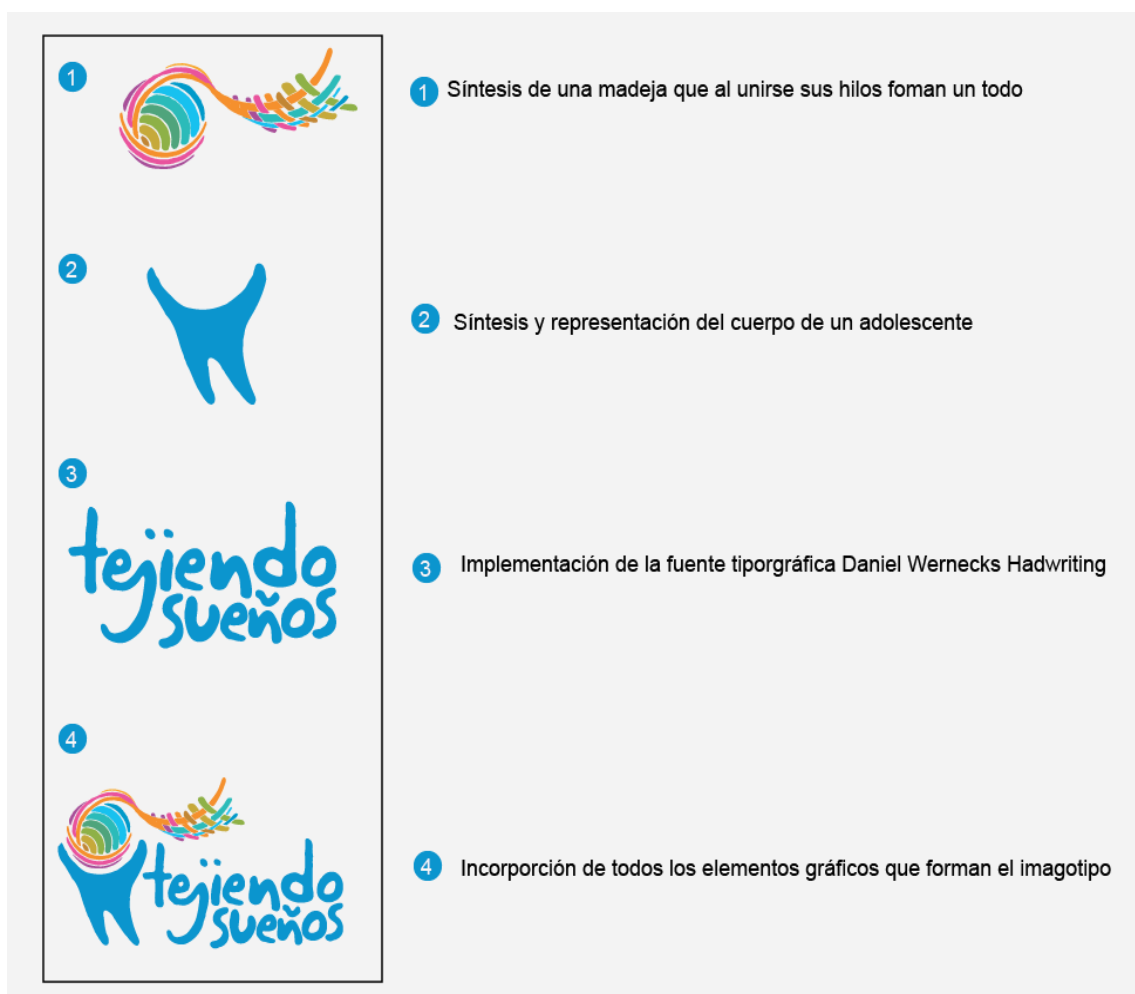 1
1 Síntesis de una madeja que al unirse sus hilos foman un todo
2
2 Síntesis y representación del cuerpo de un adolescente
3
tejiendo
sueños
3 Implementación de la fuente tiporgráfica Daniel Wernecks Hadwriting
4
tejiendo
sueños
4 Incorporción de todos los elementos gráficos que forman el imagotipo